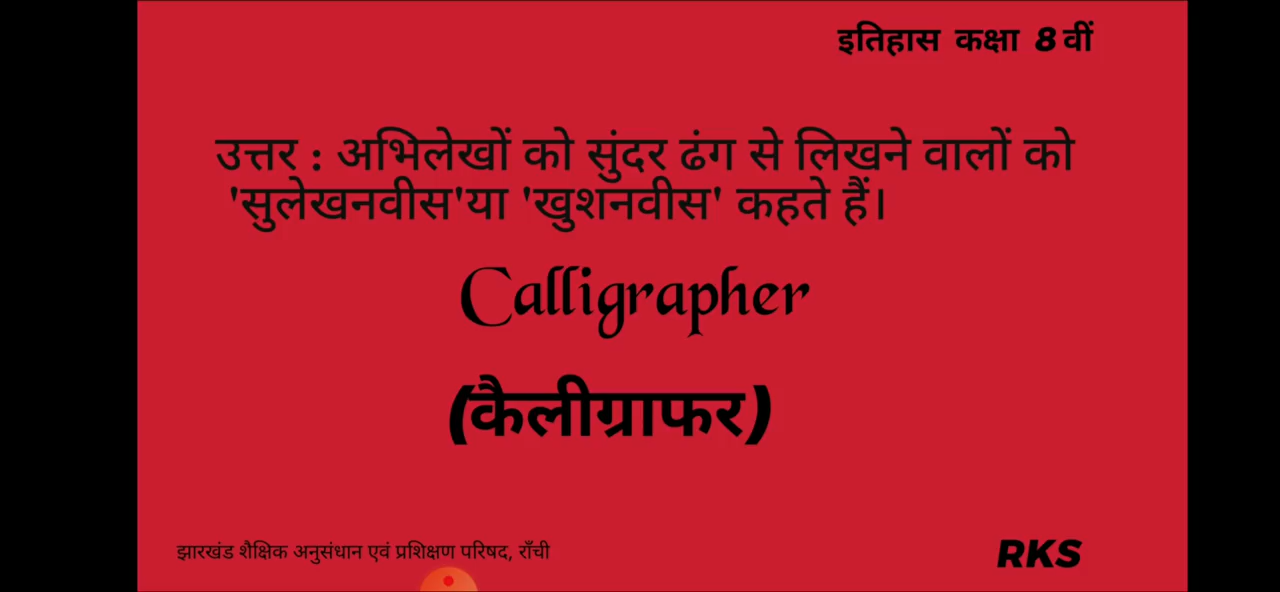 इतिहास कक्षा 8 वीं
उत्तर : अभिलेखों को सुंदर ढंग से लिखने वालों को
'सुलेखनवीस'या 'खुशनवीस' कहते हैं।
Calligrapher
(कैलीग्राफर)
झारखंड शैक्षिक अनुसंधान एवं प्रशिक्षण परिषद, राँची
RKS